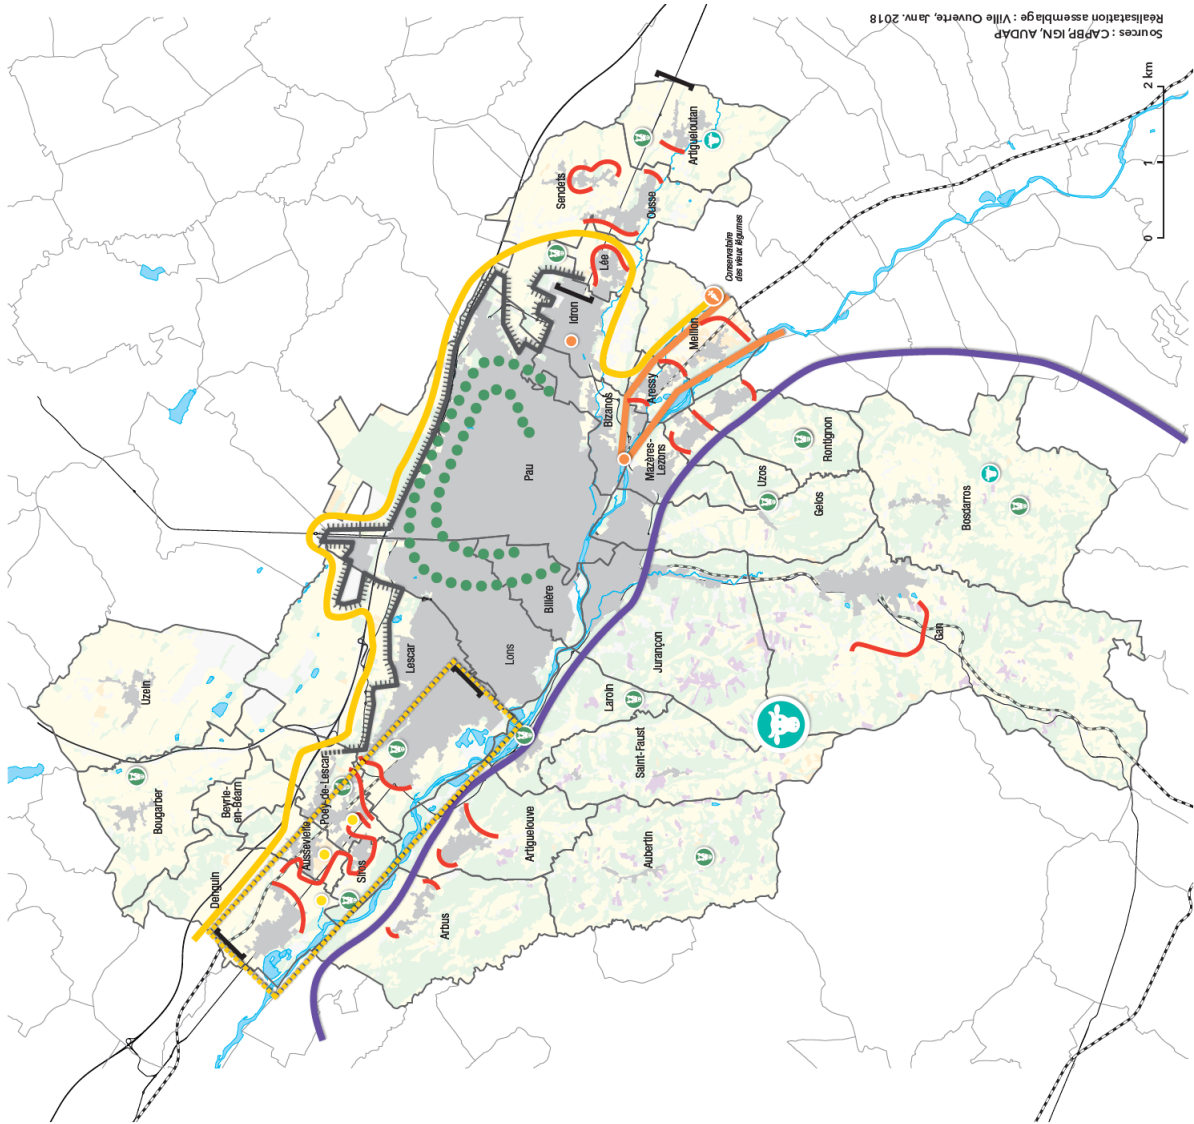 Sources : CAPBP, IGN, AUDAP
Réalisatation assemblage : Ville Ouverte, Janv. 2018
0 1 2 km
Artigueloutan
Sendets
Ousse
Lée
Conservatoire
des vieux légumes
Idron
Meillon
Aressy
Bizanos
Mazères-
Lezons
Pau
Rontignon
Uzos
Gelos
Bosdarros
Billère
Gan
Jurançon
Lons
Lescar
Laroin
Saint-Faust
Uzein
Poey-de-Lescar
Beyrie-
en-Béarn
Bougarber
Aussevielle
Siros
Artiguelouve
Aubertin
Denguin
Arbus